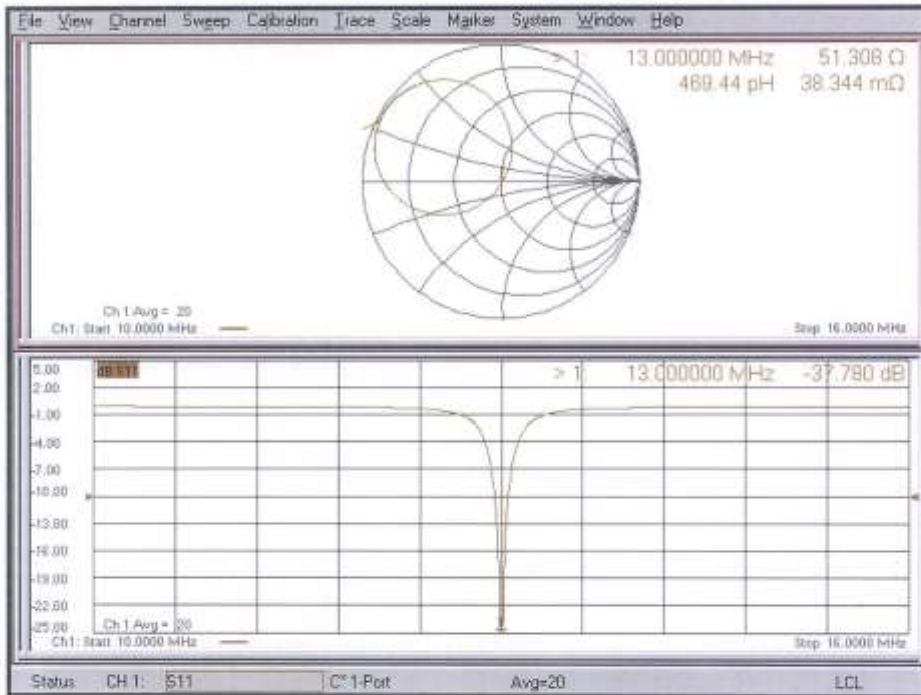 File View Channel Sweep Calibration Trace Scale Marker System Window Help
> 1: 13.000000 MHz 51.308 Ω
469.44 pH 38.344 mΩ
Ch 1 Avg = 20
Ch1: Start 10.0000 MHz
Stop 16.0000 MHz
5.00 dB S11
> 1: 13.000000 MHz -37.780 dB
2.00
-1.00
-4.00
-7.00
-10.00
-13.00
-16.00
-19.00
-22.00
-25.00
Ch 1 Avg = 20
Ch1: Start 10.0000 MHz
Stop 16.0000 MHz
Status CH 1: S11 C* 1-Port Avg=20 LCL